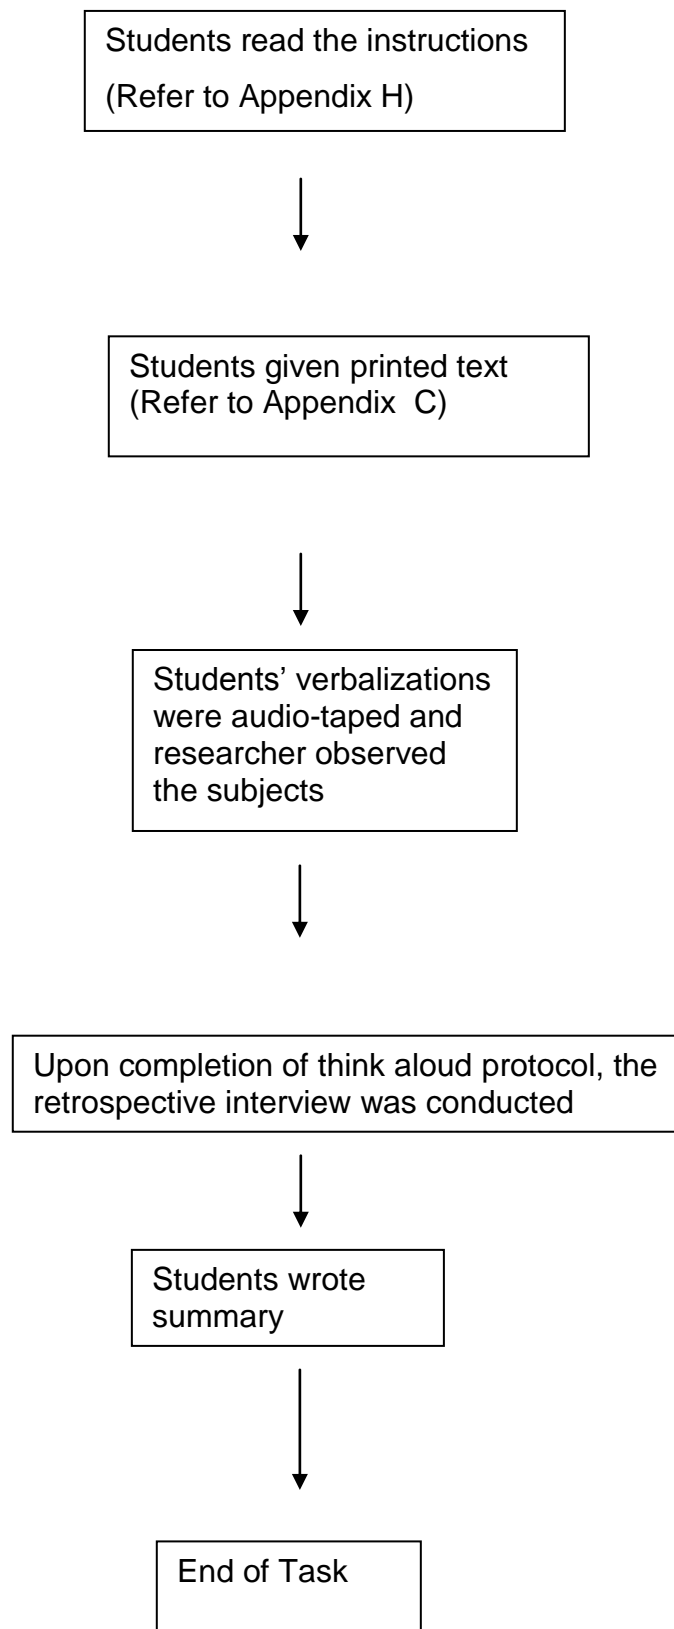 Students read the instructions
(Refer to Appendix H)
Students given printed text
(Refer to Appendix  C)
Students’ verbalizations
were audio-taped and
researcher observed
the subjects
Upon completion of think aloud protocol, the
retrospective interview was conducted
Students wrote
summary
End of Task